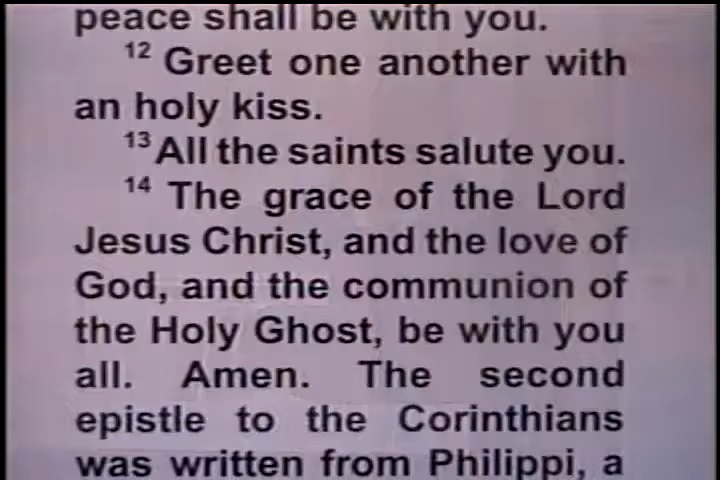 peace shall be with you.
12 Greet one another with
an holy kiss.
13 All the saints salute you.
14 The grace of the Lord
Jesus Christ, and the love of
God, and the communion of
the Holy Ghost, be with you
all. Amen. The second
epistle to the Corinthians
was written from Philippi, a